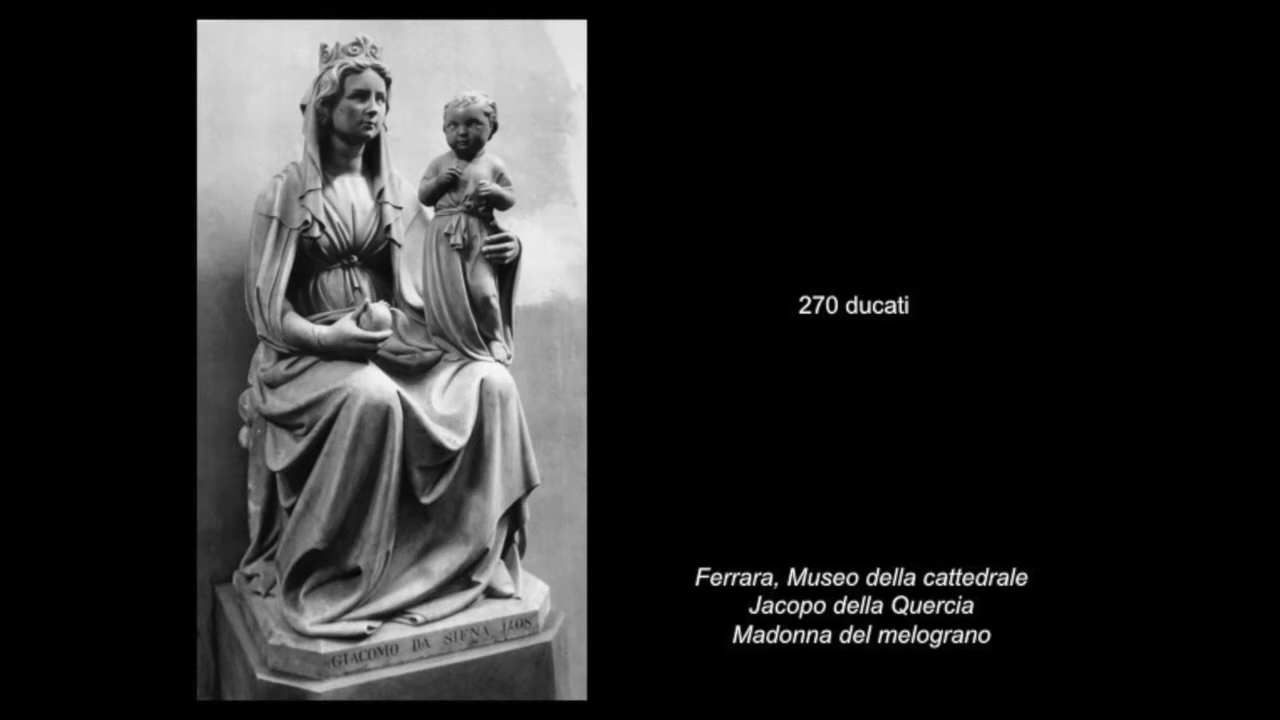 270 ducati
Ferrara, Museo della cattedrale
Jacopo della Quercia
Madonna del melograno
GIACOMO DA SIENA 1408